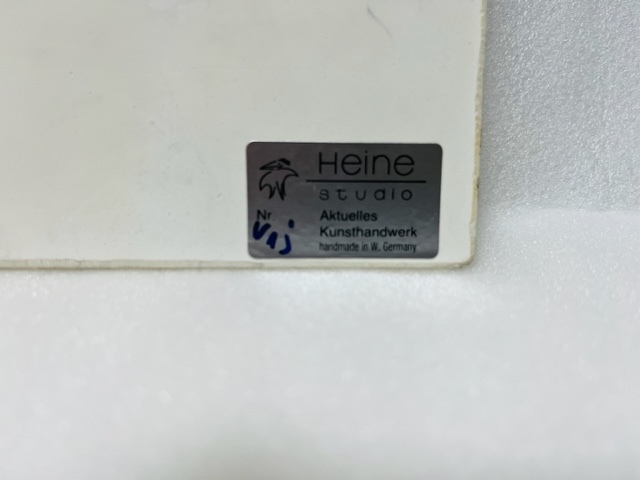 Heine
studio
Nr
Aktuelles
Kunsthandwerk
handmade in W. Germany